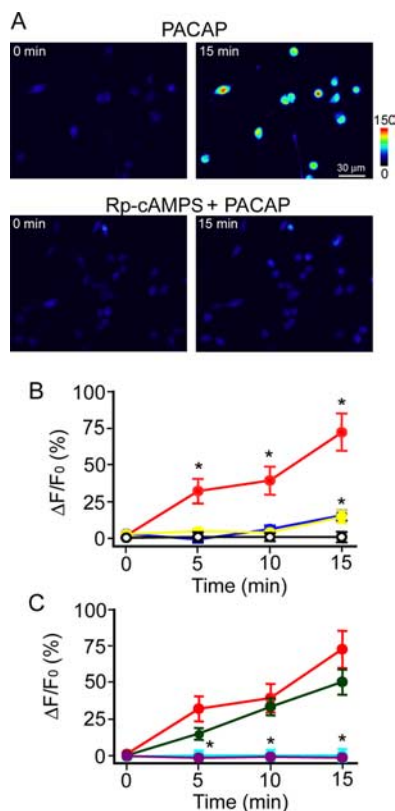 A
PACAP
0 min
15 min
150
0
30 µm
Rp-cAMPS + PACAP
0 min
15 min
B
100
75
50
25
0
ΔF/F0 (%)
*
*
*
*
0 5 10 15
Time (min)
C
100
75
50
25
0
ΔF/F0 (%)
*
*
*
0 5 10 15
Time (min)